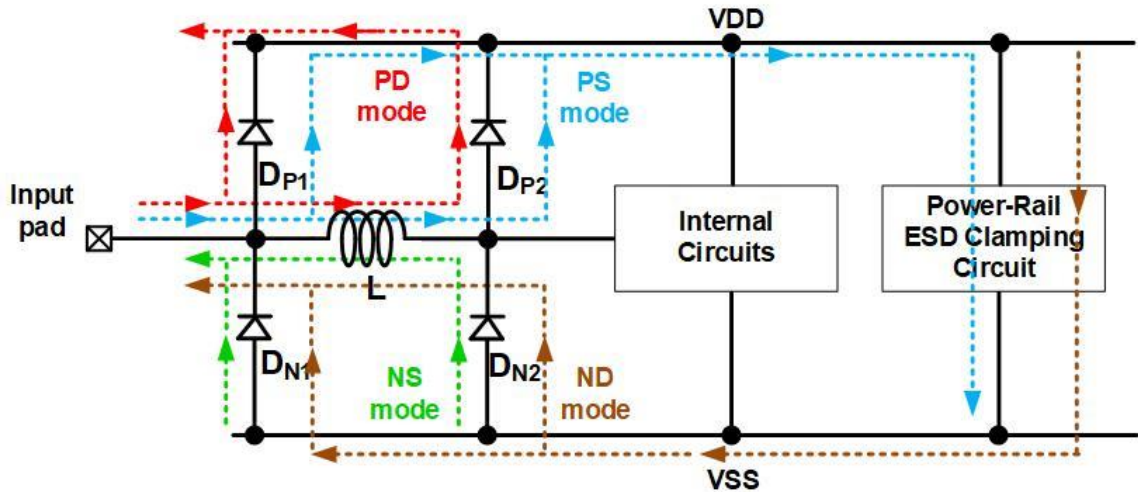 VDD
PD
mode
PS
mode
DP1
DP2
Input
pad
Internal
Circuits
Power-Rail
ESD Clamping
Circuit
L
DN1
DN2
NS
mode
ND
mode
VSS